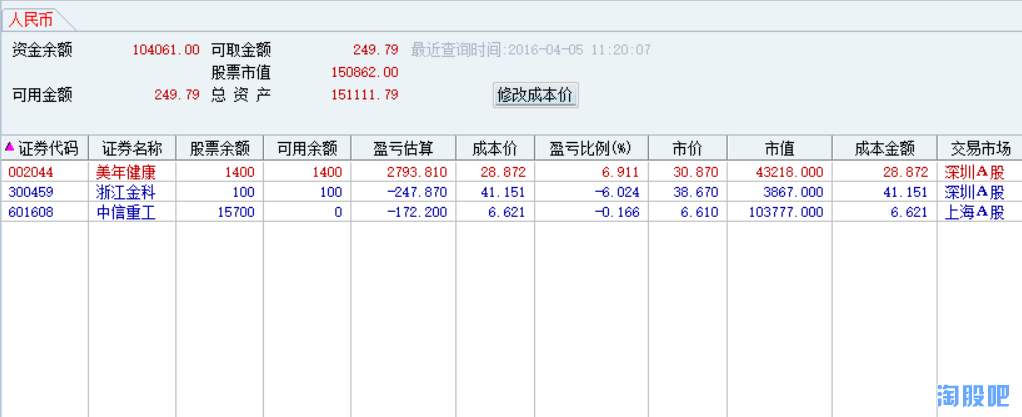 人民币
资金余额 104061.00 可取金额 249.79 最近查询时间:2016-04-05 11:20:07
股票市值 150862.00
可用金额 249.79 总 资 产 151111.79 修改成本价
证券代码 证券名称 股票余额 可用余额 盈亏估算 成本价 盈亏比例(%) 市价 市值 成本金额 交易市场
002044 美年健康 1400 1400 2793.810 28.872 6.911 30.870 43218.000 28.872 深圳A股
300459 浙江金科 100 100 -247.870 41.151 -6.024 38.670 3867.000 41.151 深圳A股
601608 中信重工 15700 0 -172.200 6.621 -0.166 6.610 103777.000 6.621 上海A股
淘股吧